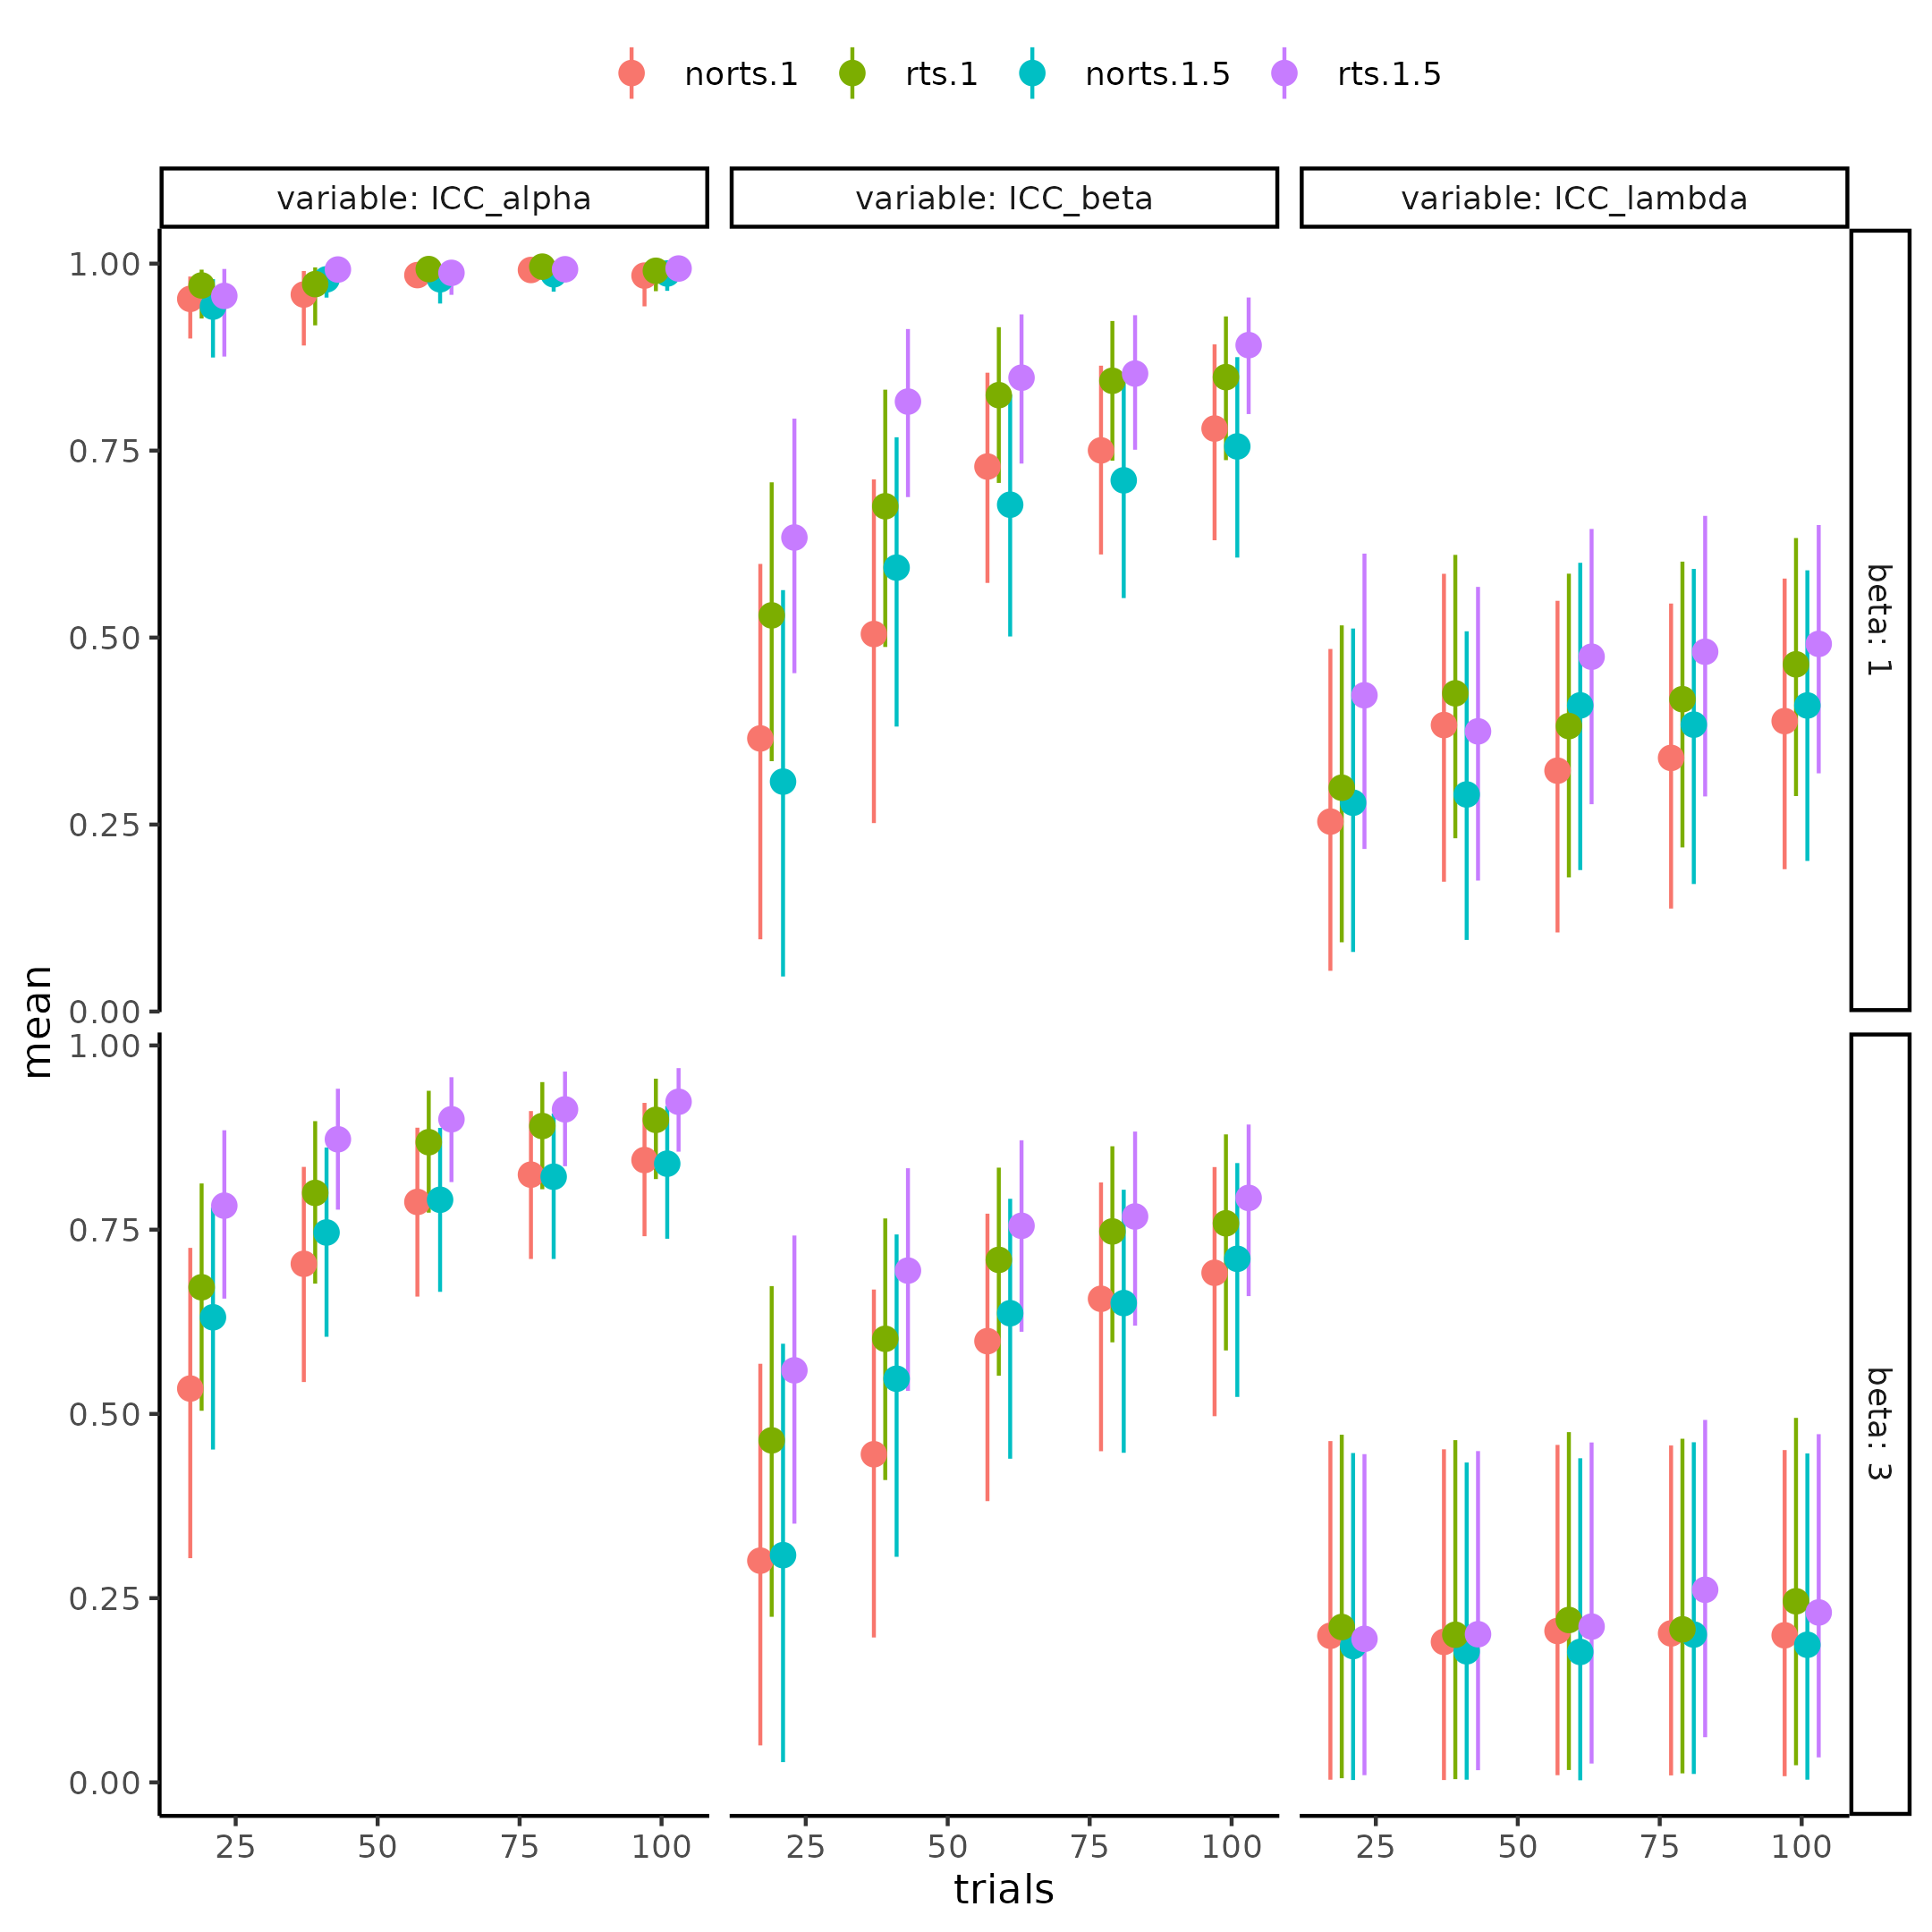 norts.1 rts.1 norts.1.5 rts.1.5
variable: ICC_alpha variable: ICC_beta variable: ICC_lambda
1.00
0.75
0.50
0.25
0.00
beta: 1
mean
1.00
0.75
0.50
0.25
0.00
beta: 3
25 50 75 100 25 50 75 100 25 50 75 100
trials